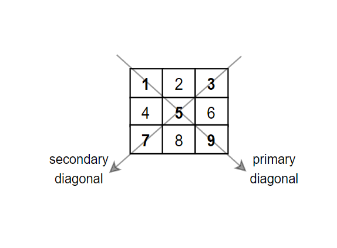 1 2 3
4 5 6
7 8 9
secondary
diagonal
primary
diagonal